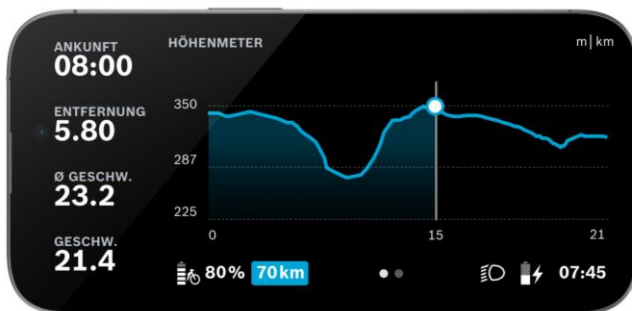 ANKUNFT
08:00
ENTFERNUNG
5.80
Ø GESCHW.
23.2
GESCHW.
21.4
HÖHENMETER
m|km
350
287
225
0 15 21
80% 70km
07:45